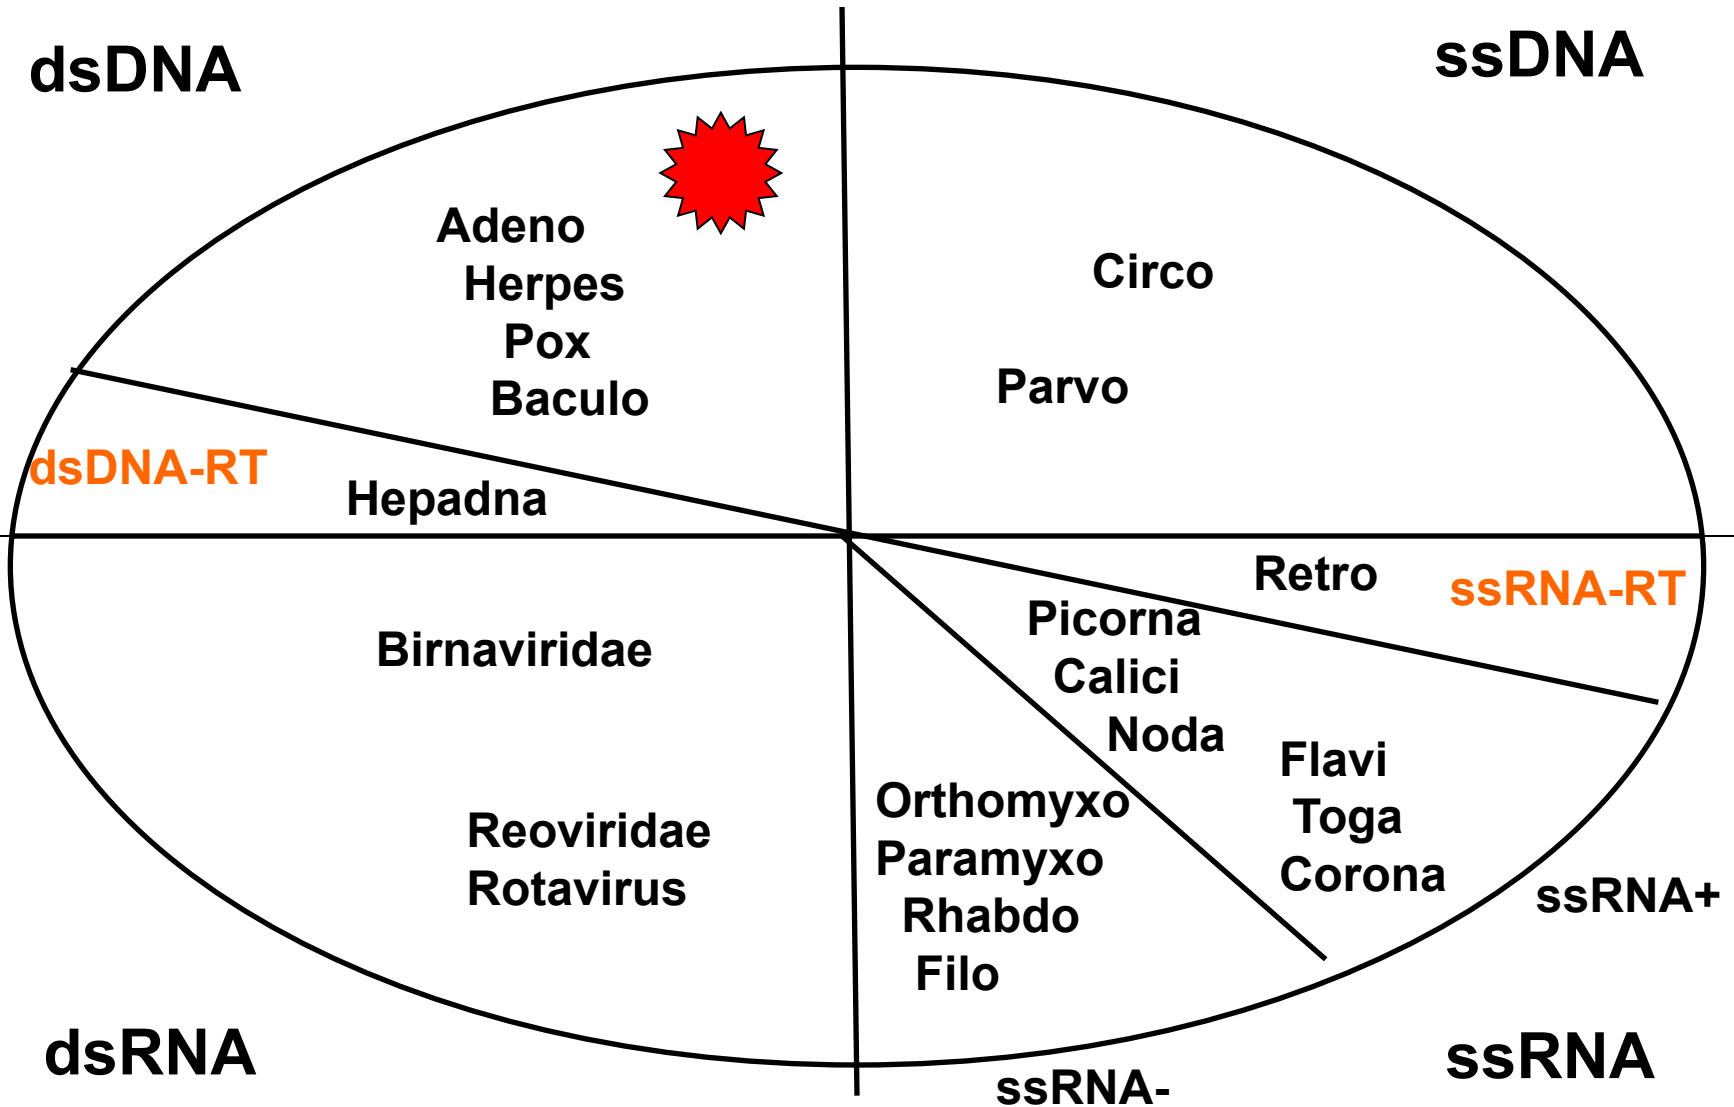 dsDNA
ssDNA
Adeno
Herpes
Pox
Baculo
Circo
Parvo
dsDNA-RT
Hepadna
Retro
ssRNA-RT
Birnaviridae
Picorna
Calici
Noda
Flavi
Toga
Corona
Reoviridae
Rotavirus
Orthomyxo
Paramyxo
Rhabdo
Filo
ssRNA+
dsRNA
ssRNA-
ssRNA